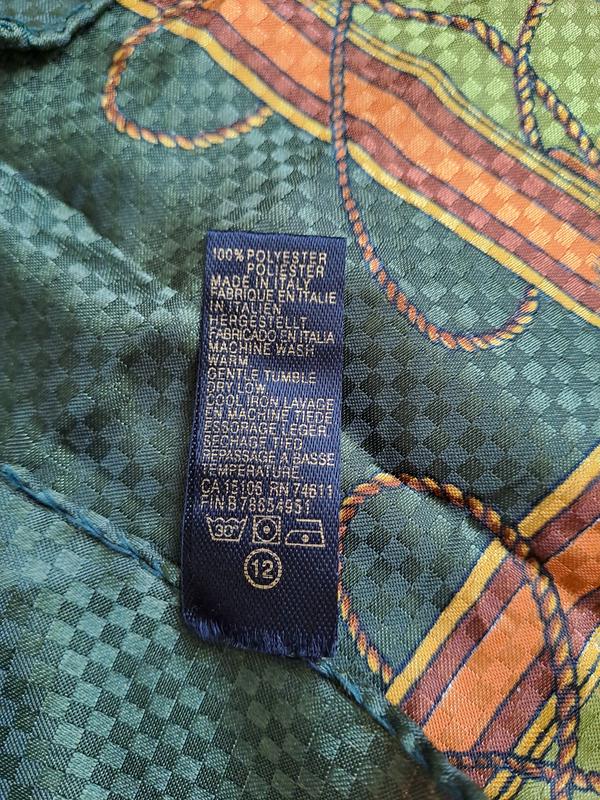 100% POLYESTER
POLIESTER
MADE IN ITALY
FABRIQUE EN ITALIE
IN ITALIEN
HERGESTELLT
FABRICADO EN ITALIA
MACHINE WASH
WARM
GENTLE TUMBLE
DRY LOW
COOL IRON LAVAGE
EN MACHINE TIEDE
ESSORAGE LEGER
SECHAGE TIED
REPASSAGE A BASSE
TEMPERATURE
CA 15106 RN 74611
FIN B 76634951
30°
12